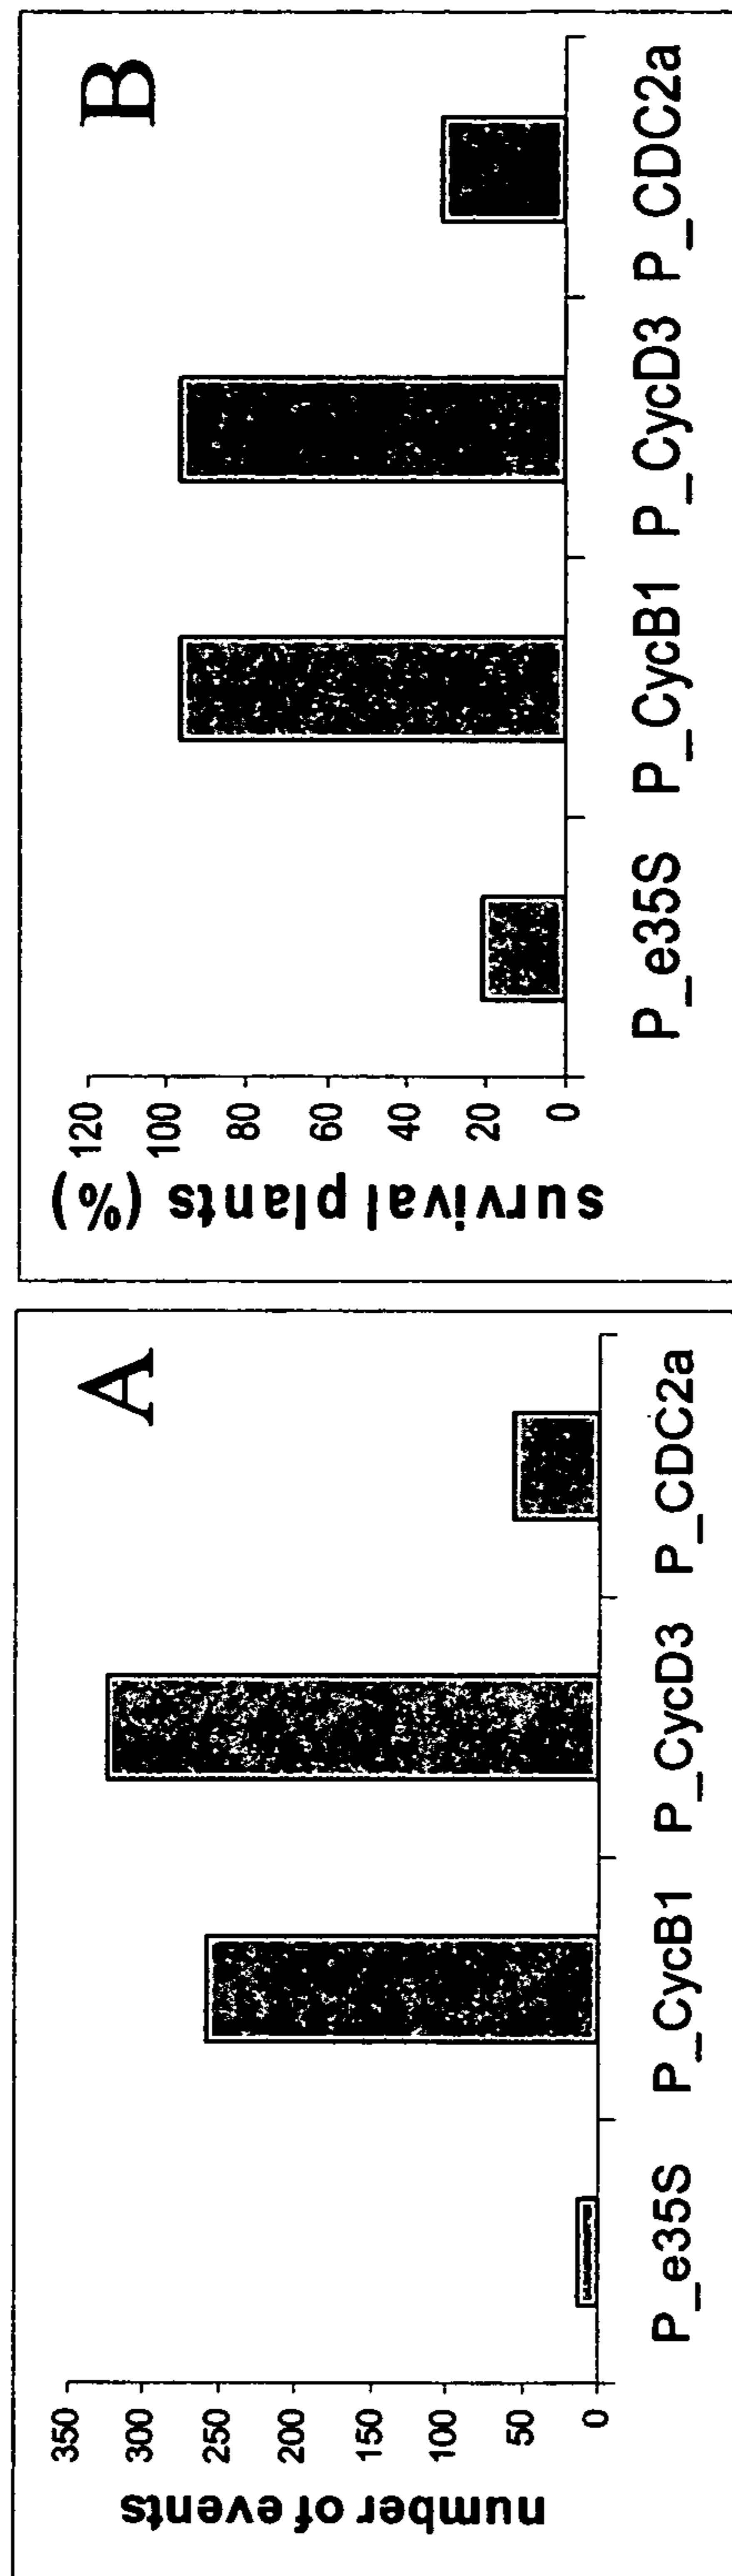 A
number of events
350
300
250
200
150
100
50
0
P_e35S P_CycB1 P_CycD3 P_CDC2a
B
survival plants (%)
120
100
80
60
40
20
0
P_e35S P_CycB1 P_CycD3 P_CDC2a